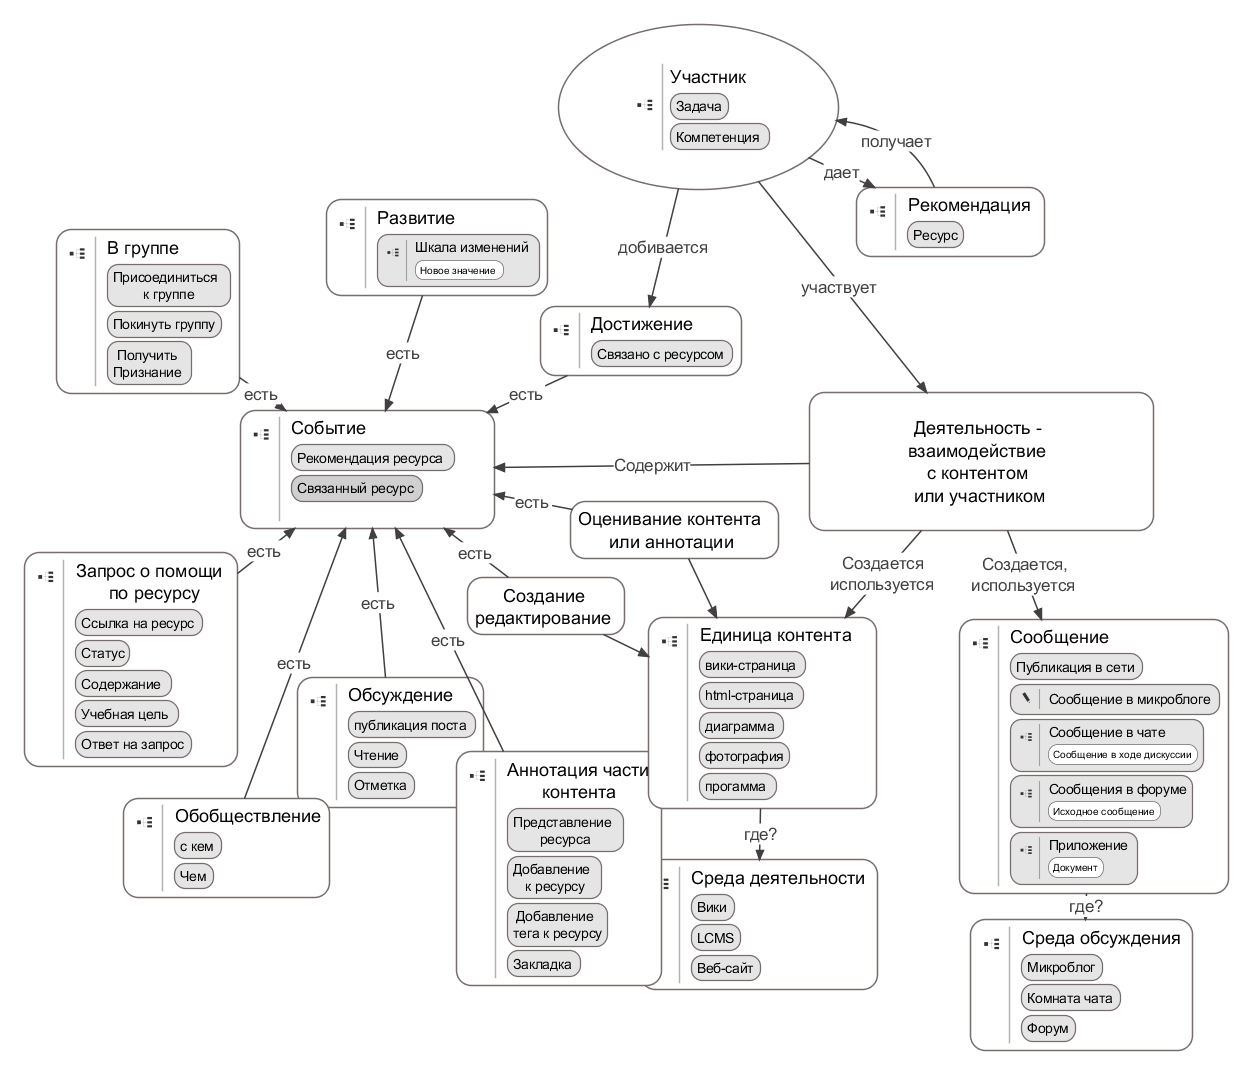 Участник
Задача
Компетенция
получает
дает
Рекомендация
Ресурс
добивается
участвует
Развитие
Шкала изменений
Новое значение
В группе
Присоединиться
к группе
Покинуть группу
Получить
Признание
Достижение
Связано с ресурсом
есть
есть
есть
Событие
Рекомендация ресурса
Связанный ресурс
Содержит
Деятельность -
взаимодействие
с контентом
или участником
есть
Оценивание контента
или аннотации
есть
Создание
редактирование
Создается
используется
Создается,
используется
есть
Запрос о помощи
по ресурсу
Ссылка на ресурс
Статус
Содержание
Учебная цель
Ответ на запрос
есть
есть
есть
Обсуждение
публикация поста
Чтение
Отметка
Обобществление
с кем
Чем
Аннотация части
контента
Представление
ресурса
Добавление
к ресурсу
Добавление
тега к ресурсу
Закладка
Единица контента
вики-страница
html-страница
диаграмма
фотография
прогамма
где?
Среда деятельности
Вики
LCMS
Веб-сайт
Сообщение
Публикация в сети
Сообщение в микроблоге
Сообщение в чате
Сообщение в ходе дискуссии
Сообщения в форуме
Исходное сообщение
Приложение
Документ
где?
Среда обсуждения
Микроблог
Комната чата
Форум